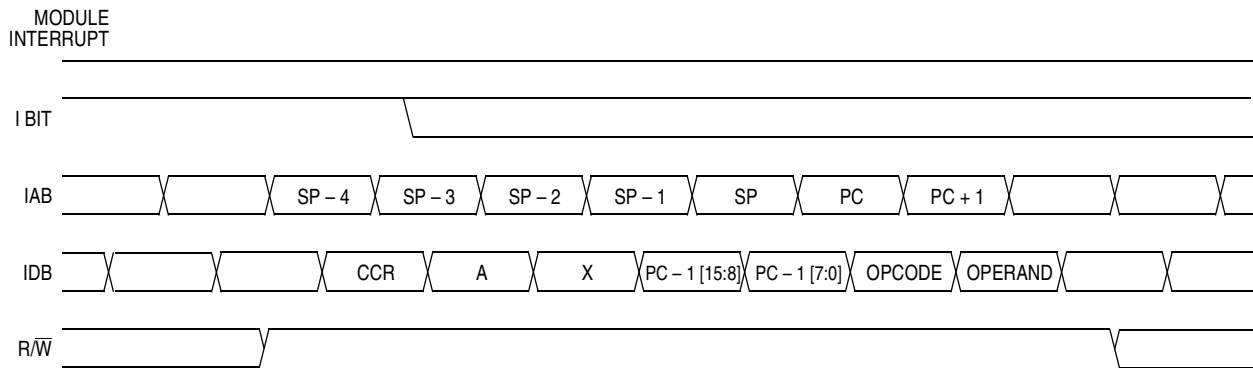 MODULE
INTERRUPT
I BIT
IAB SP – 4 SP – 3 SP – 2 SP – 1 SP PC PC + 1
IDB CCR A X PC – 1 [15:8] PC – 1 [7:0] OPCODE OPERAND
R/W̅